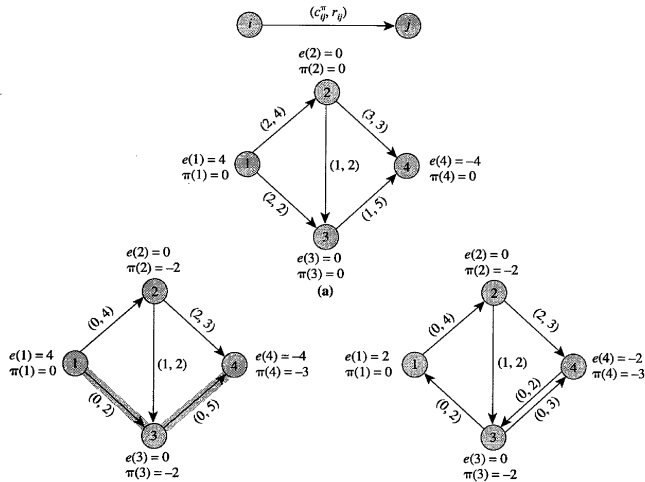 (c^π_ij, r_ij)
i
j
e(2) = 0
π(2) = 0
2
(2, 4)
(3, 3)
e(1) = 4
π(1) = 0
1
(1, 2)
4
e(4) = −4
π(4) = 0
(2, 2)
(1, 5)
3
e(3) = 0
π(3) = 0
(a)
e(2) = 0
π(2) = −2
2
(0, 4)
(2, 3)
e(1) = 4
π(1) = 0
1
(1, 2)
4
e(4) = −4
π(4) = −3
(0, 2)
(0, 5)
3
e(3) = 0
π(3) = −2
e(2) = 0
π(2) = −2
2
(0, 4)
(2, 3)
e(1) = 2
π(1) = 0
1
(1, 2)
4
e(4) = −2
π(4) = −3
(0, 2)
(0, 2)
(0, 3)
3
e(3) = 0
π(3) = −2